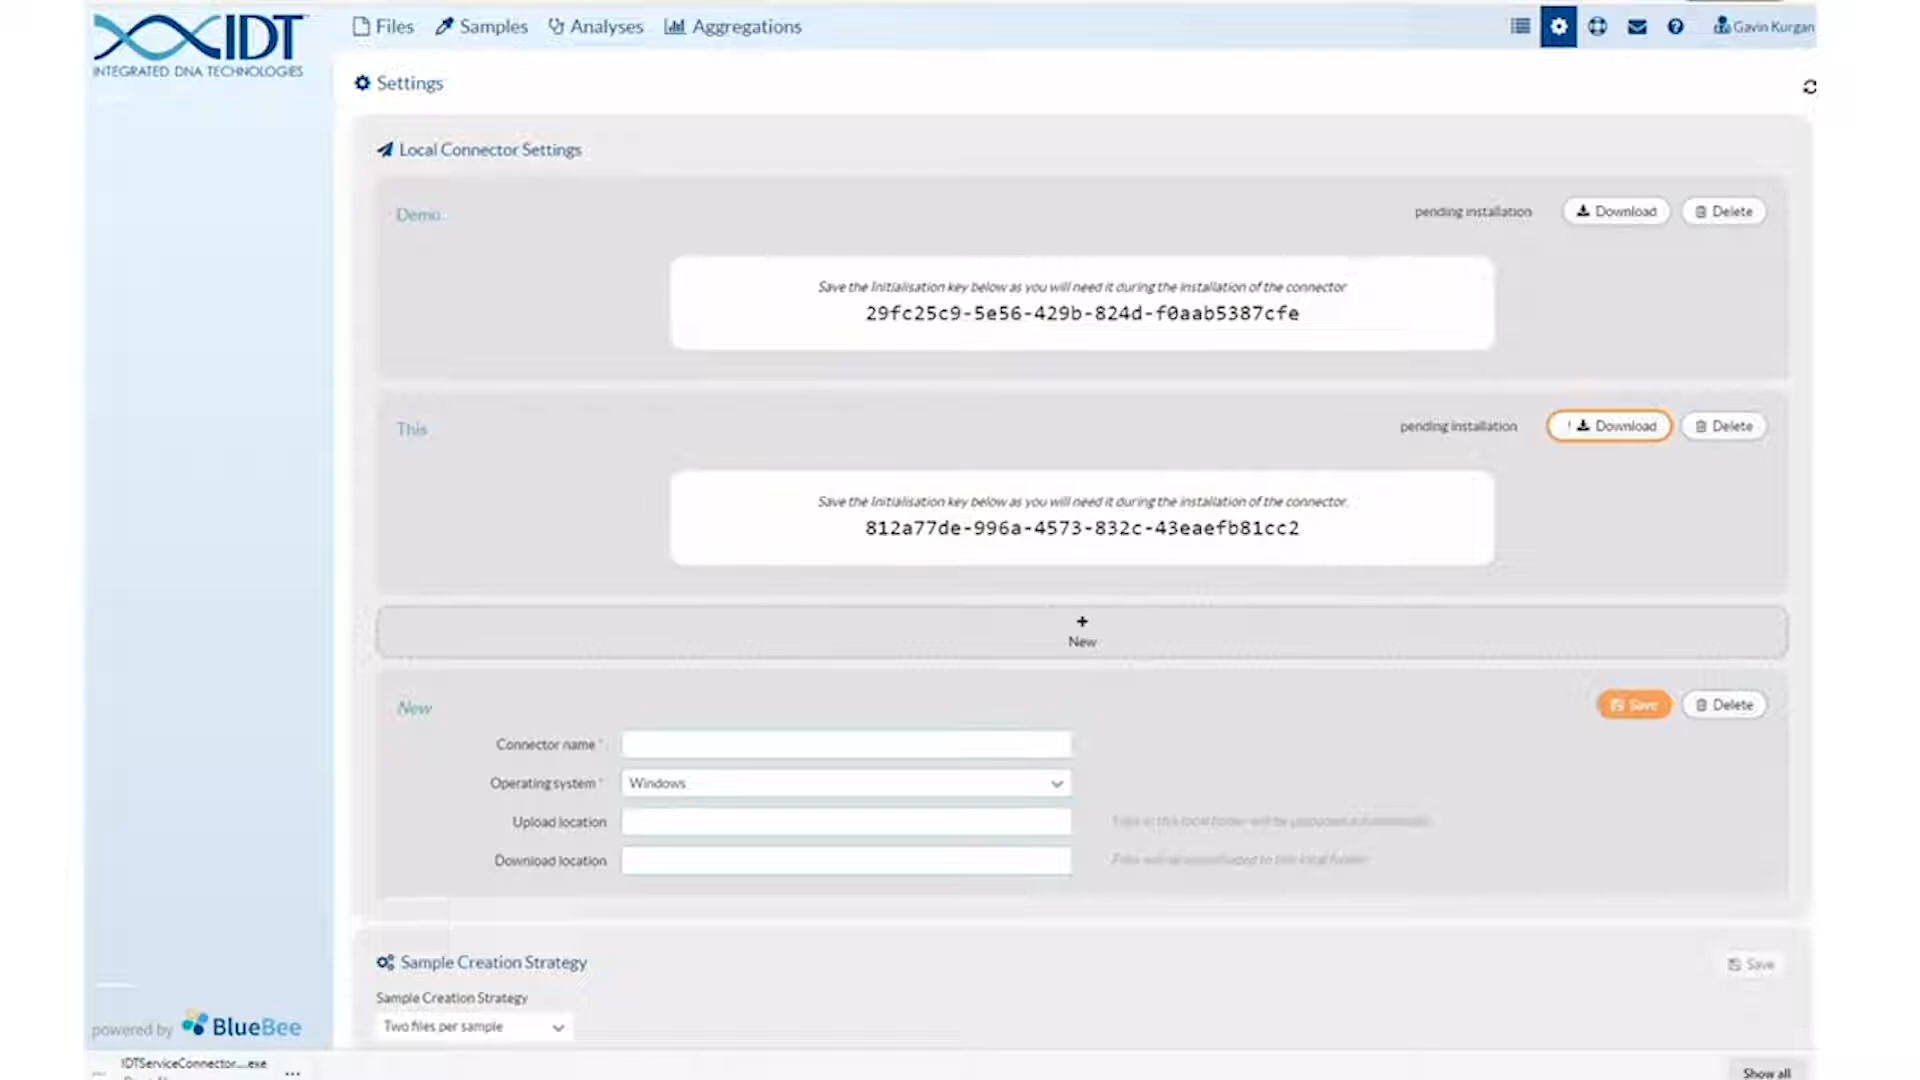 IDT
INTEGRATED DNA TECHNOLOGIES
Files Samples Analyses Aggregations Gavin Kurgan
Settings
Local Connector Settings
Demo pending installation Download Delete
Save the Initialisation key below as you will need it during the installation of the connector
29fc25c9-5e56-429b-824d-f0aab5387cfe
This pending installation Download Delete
Save the Initialisation key below as you will need it during the installation of the connector.
812a77de-996a-4573-832c-43eaefb81cc2
+
New
New Save Delete
Connector name *
Operating system * Windows
Upload location
Download location
Sample Creation Strategy Save
Sample Creation Strategy
Two files per sample
powered by BlueBee
IDTServiceConnector....exe ...
Show all